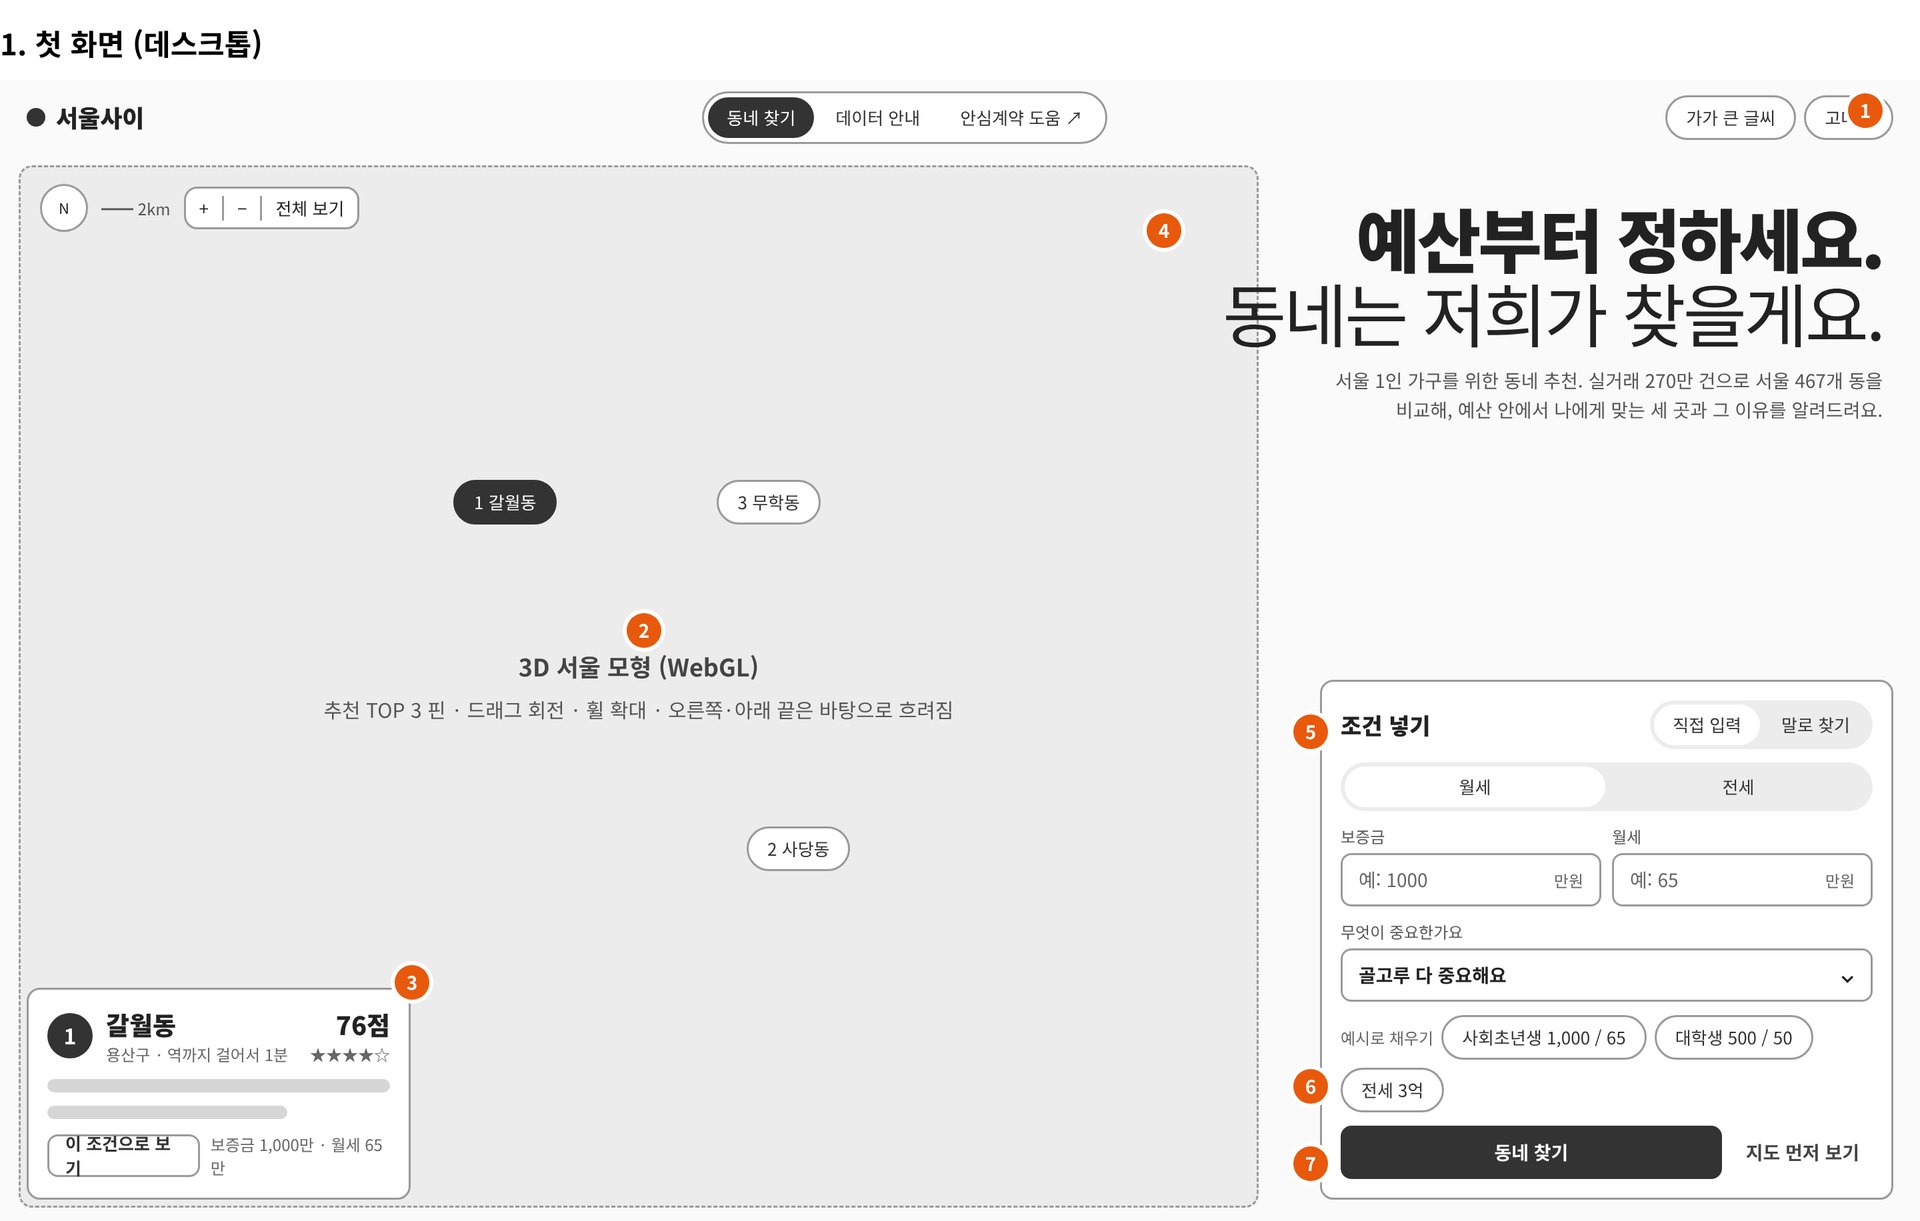 1. 첫 화면 (데스크톱)
서울사이
동네 찾기
데이터 안내
안심계약 도움 ↗
가가 큰 글씨
1
N
2km
+
−
전체 보기
4
예산부터 정하세요.
동네는 저희가 찾을게요.
서울 1인 가구를 위한 동네 추천. 실거래 270만 건으로 서울 467개 동을
비교해, 예산 안에서 나에게 맞는 세 곳과 그 이유를 알려드려요.
1 갈월동
3 무학동
2
3D 서울 모형 (WebGL)
추천 TOP 3 핀 · 드래그 회전 · 휠 확대 · 오른쪽·아래 끝은 바탕으로 흐려짐
2 사당동
3
1
갈월동
76점
용산구 · 역까지 걸어서 1분
★★★★☆
이 조건으로 보
기
보증금 1,000만 · 월세 65
만
5
조건 넣기
직접 입력
말로 찾기
월세
전세
보증금
월세
예: 1000
만원
예: 65
만원
무엇이 중요한가요
골고루 다 중요해요
예시로 채우기
사회초년생 1,000 / 65
대학생 500 / 50
6
전세 3억
7
동네 찾기
지도 먼저 보기